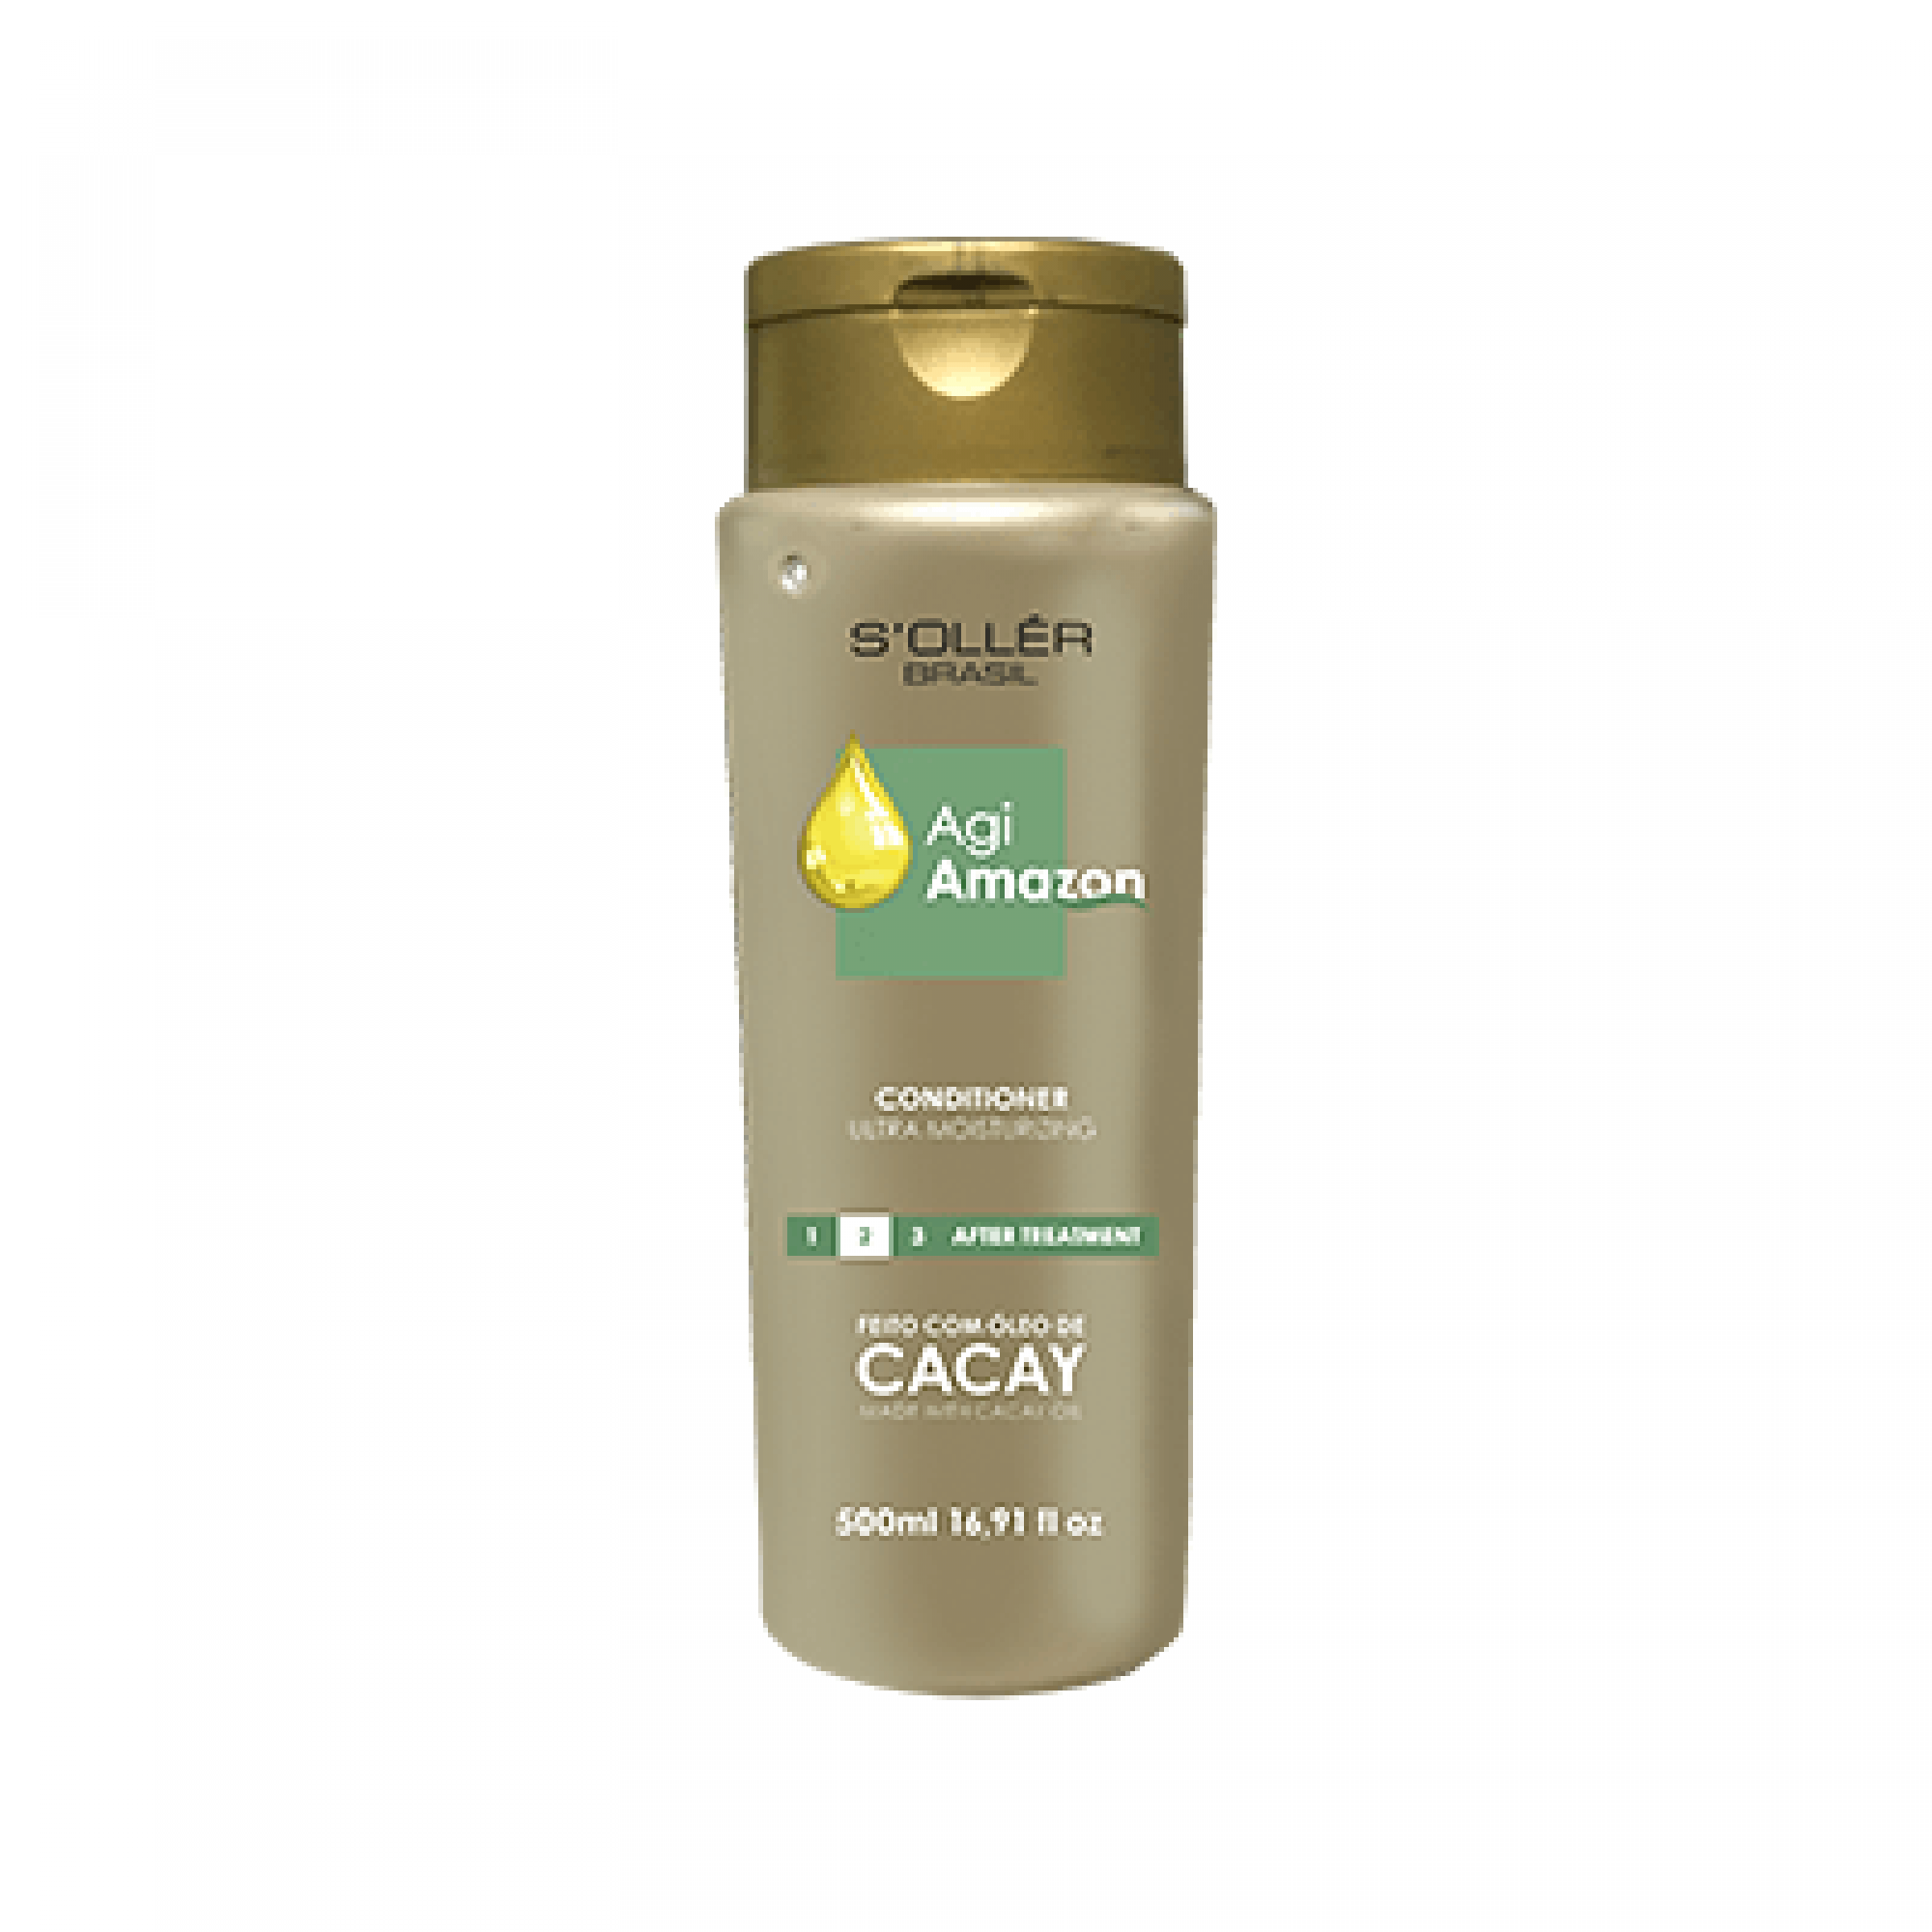 S'OLLÉR
BRASIL
Agi
Amazon
CONDITIONER
ULTRA MOISTURIZING
1 2 3 AFTER TREATMENT
FEITO COM ÓLEO DE
CACAY
MADE WITH CACAY OIL
500ml 16,91 fl oz